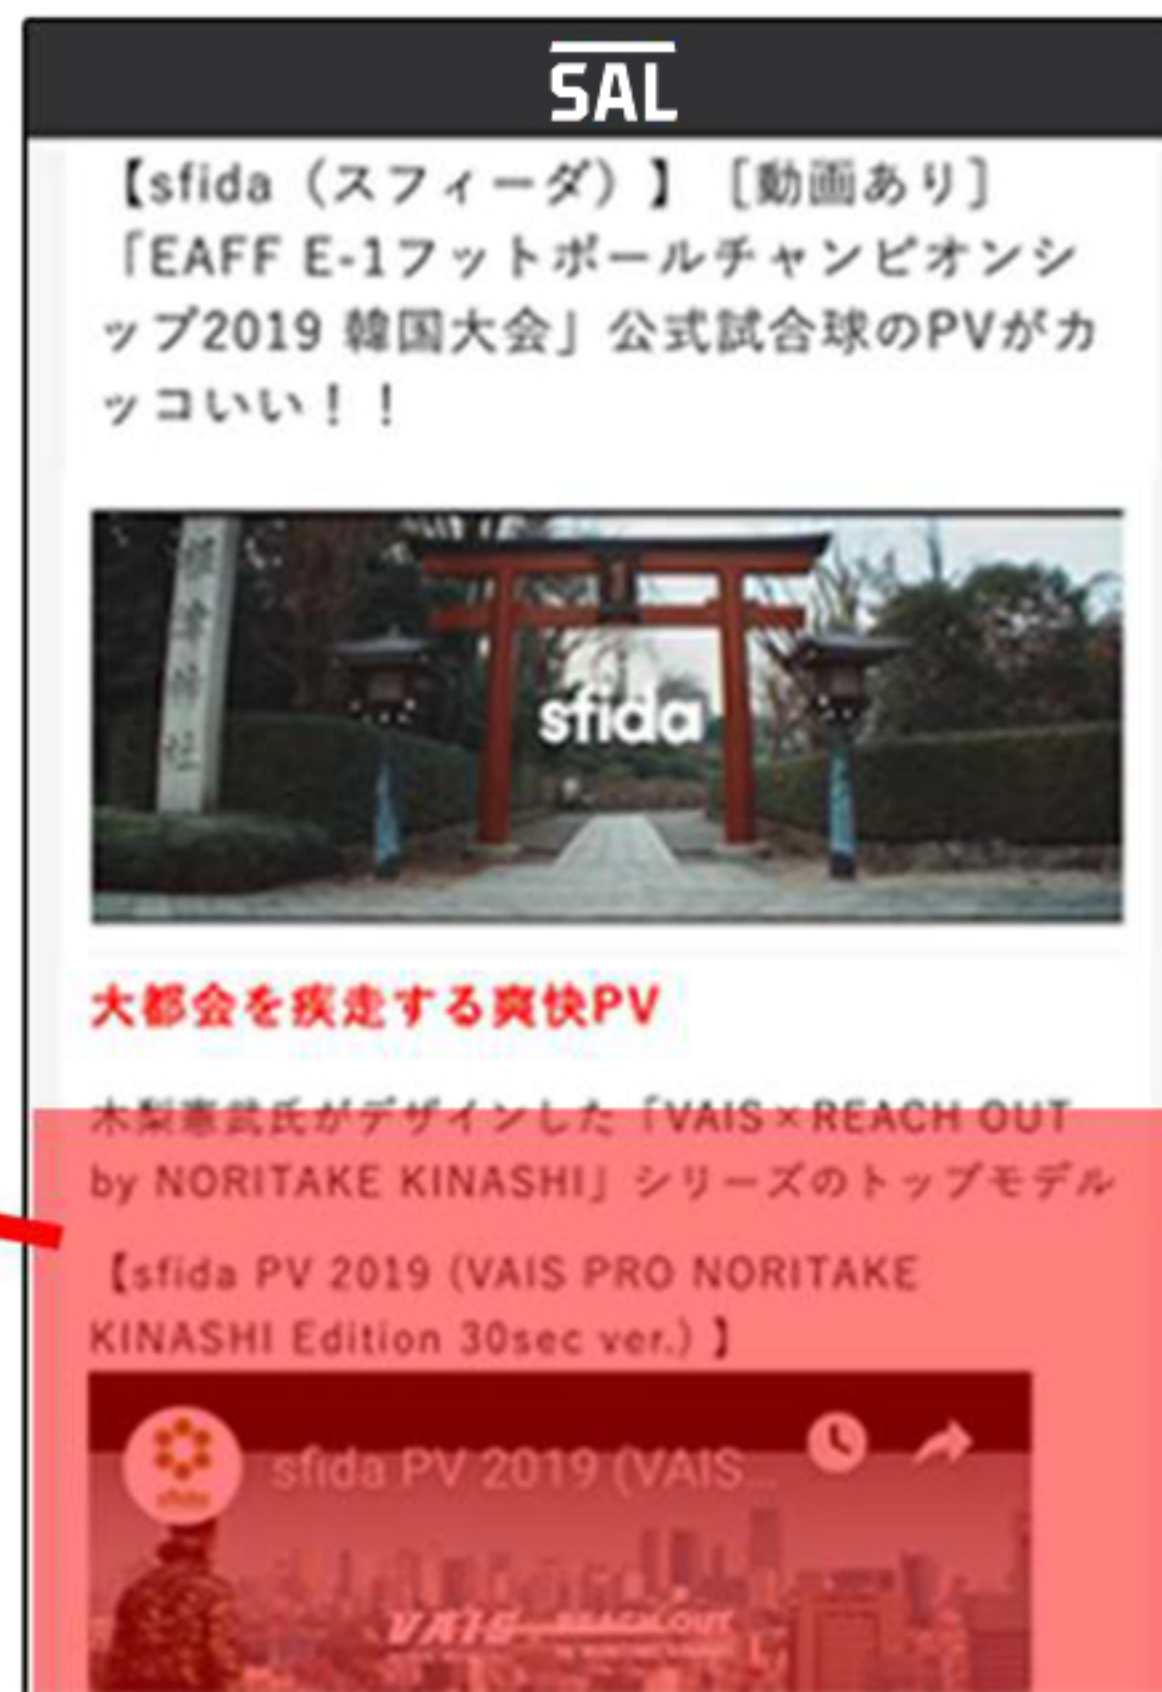 SAL
【sfida（スフィーダ）】［動画あり］
「EAFF E-1フットボールチャンピオンシ
ップ2019 韓国大会」公式試合球のPVがカ
ッコいい！！
sfida
大都会を疾走する爽快PV
木梨憲武氏がデザインした「VAIS×REACH OUT
by NORITAKE KINASHI」シリーズのトップモデル
【sfida PV 2019 (VAIS PRO NORITAKE
KINASHI Edition 30sec ver.) 】
sfida PV 2019 (VAIS...
sfida
VAIS REACH OUT